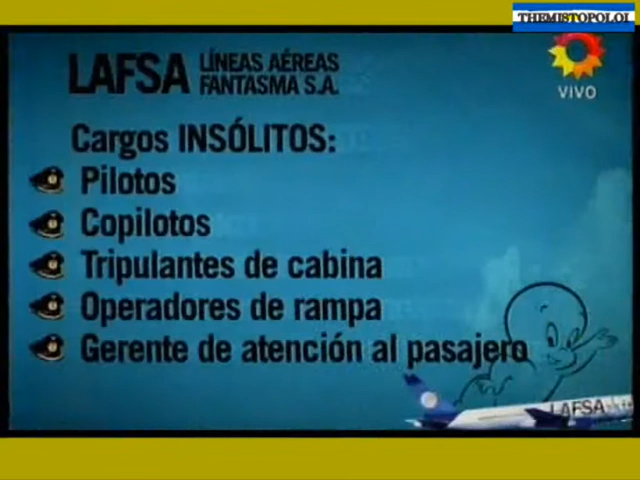 THEMISTOPOLOI
VIVO
LAFSA LÍNEAS AÉREAS
FANTASMA S.A.
Cargos INSÓLITOS:
Pilotos
Copilotos
Tripulantes de cabina
Operadores de rampa
Gerente de atención al pasajero
LAFSA